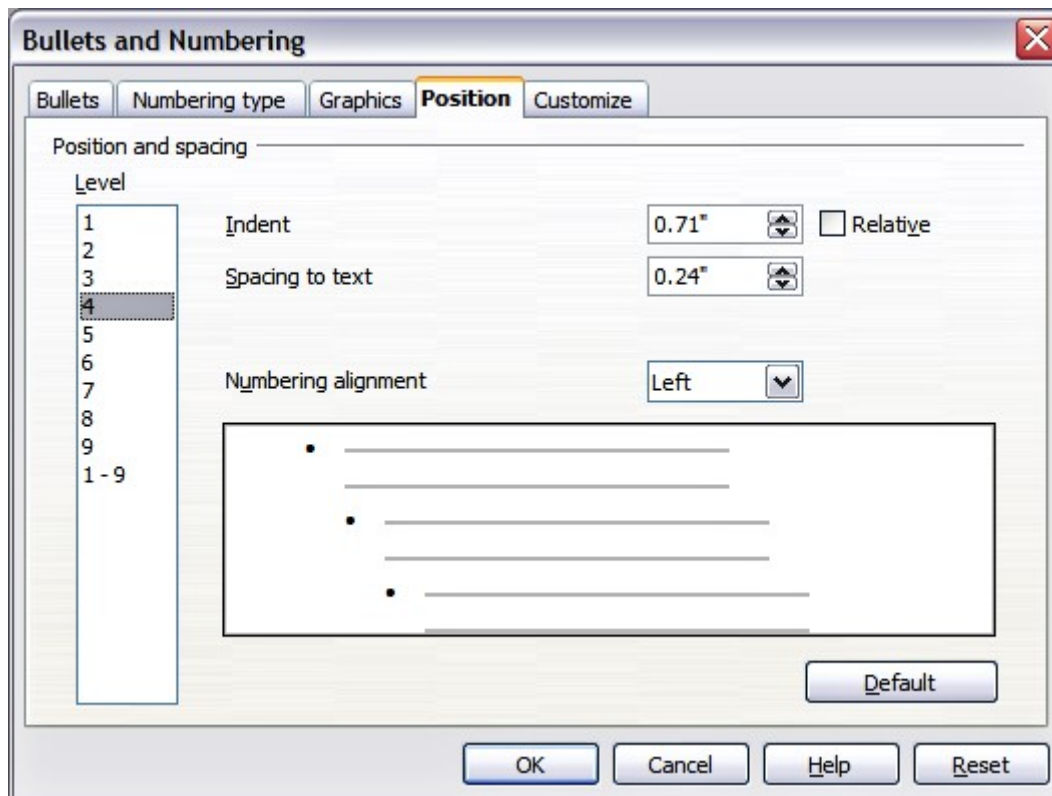 Bullets and Numbering
Bullets Numbering type Graphics Position Customize
Position and spacing
Level
1
2
3
4
5
6
7
8
9
1 - 9
Indent 0.71" Relative
Spacing to text 0.24"
Numbering alignment Left
Default
OK Cancel Help Reset